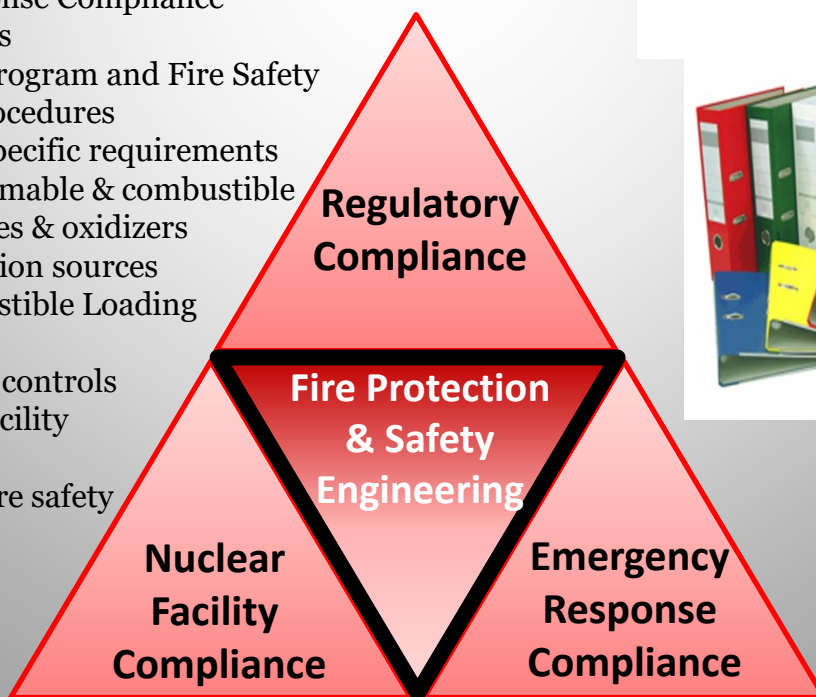 Compliance
s
rogram and Fire Safety
ocedures
pecific requirements
mable & combustible
es & oxidizers
ion sources
stible Loading
controls
cility
re safety
Regulatory
Compliance
Fire Protection
& Safety
Engineering
Nuclear
Facility
Compliance
Emergency
Response
Compliance